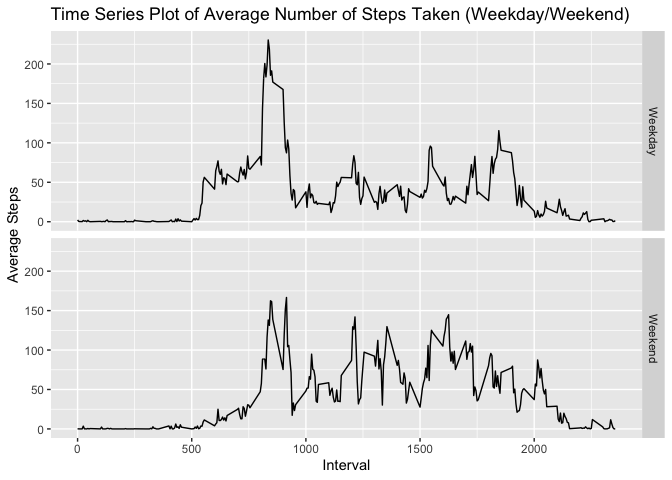 Time Series Plot of Average Number of Steps Taken (Weekday/Weekend)
200
150
100
50
0
Weekday
Average Steps
200
150
100
50
0
Weekend
0 500 1000 1500 2000
Interval